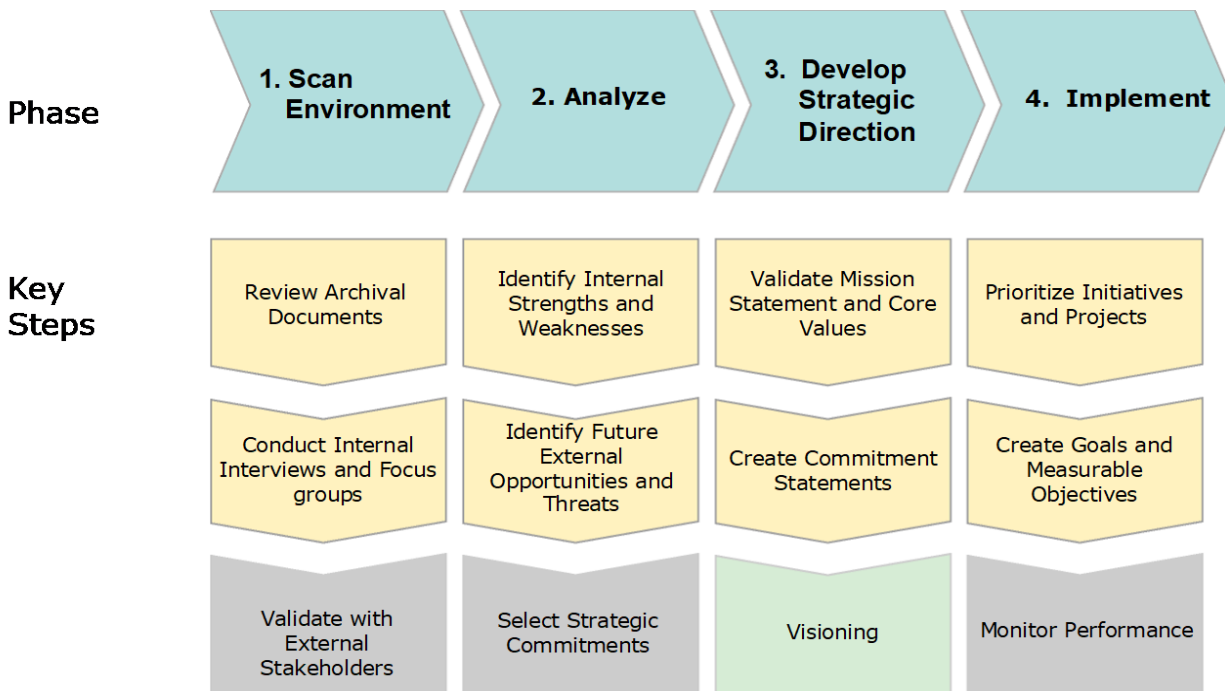 Phase
1. Scan
Environment
2. Analyze
3. Develop
Strategic
Direction
4. Implement
Key
Steps
Review Archival
Documents
Identify Internal
Strengths and
Weaknesses
Validate Mission
Statement and Core
Values
Prioritize Initiatives
and Projects
Conduct Internal
Interviews and Focus
groups
Identify Future
External
Opportunities and
Threats
Create Commitment
Statements
Create Goals and
Measurable
Objectives
Validate with
External
Stakeholders
Select Strategic
Commitments
Visioning
Monitor Performance